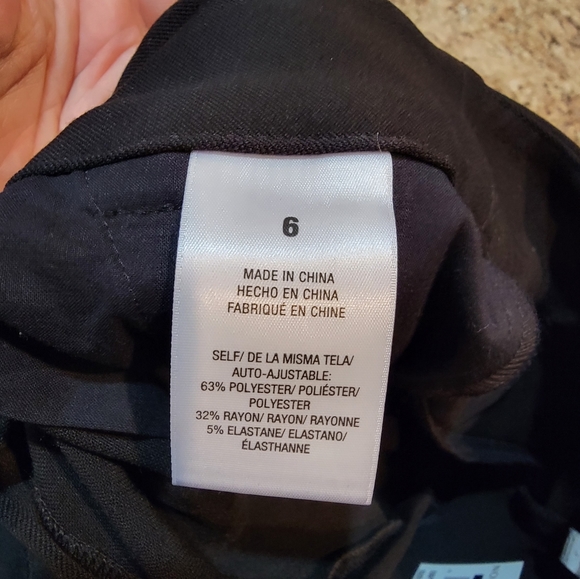 6
MADE IN CHINA
HECHO EN CHINA
FABRIQUÉ EN CHINE
SELF/ DE LA MISMA TELA/
AUTO-AJUSTABLE:
63% POLYESTER/ POLIÉSTER/
POLYESTER
32% RAYON/ RAYON/ RAYONNE
5% ELASTANE/ ELASTANO/
ÉLASTHANNE